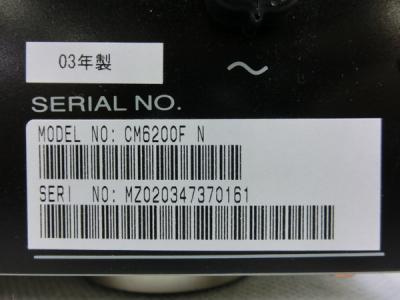 03年製
～
SERIAL NO.
MODEL NO: CM6200F N
SERI NO: MZ020347370161